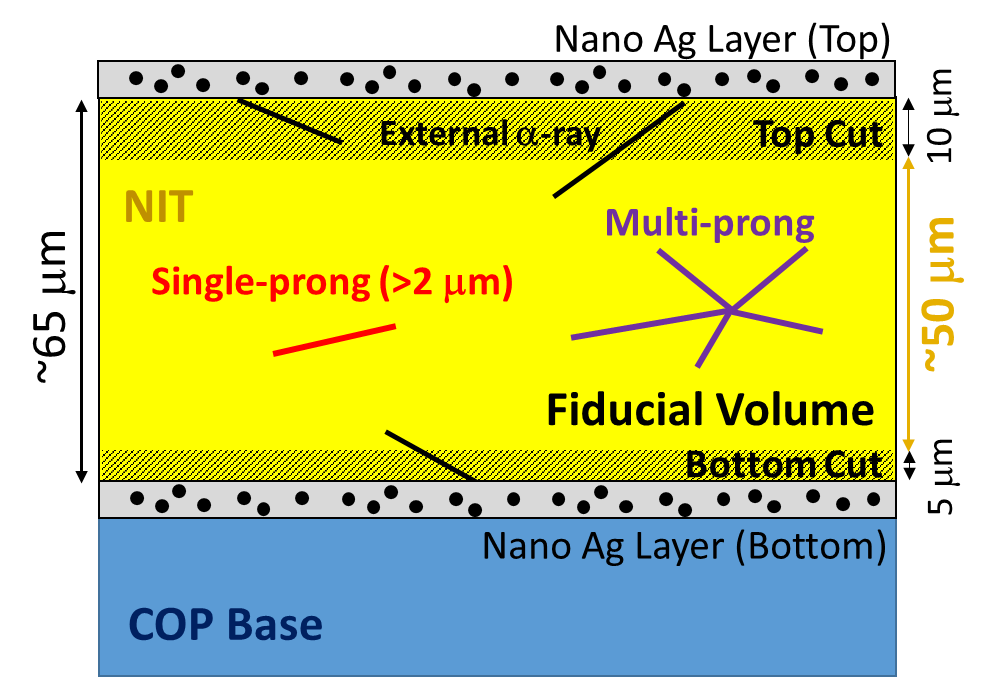 Nano Ag Layer (Top)
External α-ray
Top Cut
10 μm
NIT
Multi-prong
Single-prong (>2 μm)
~65 μm
~50 μm
Fiducial Volume
Bottom Cut
5 μm
Nano Ag Layer (Bottom)
COP Base